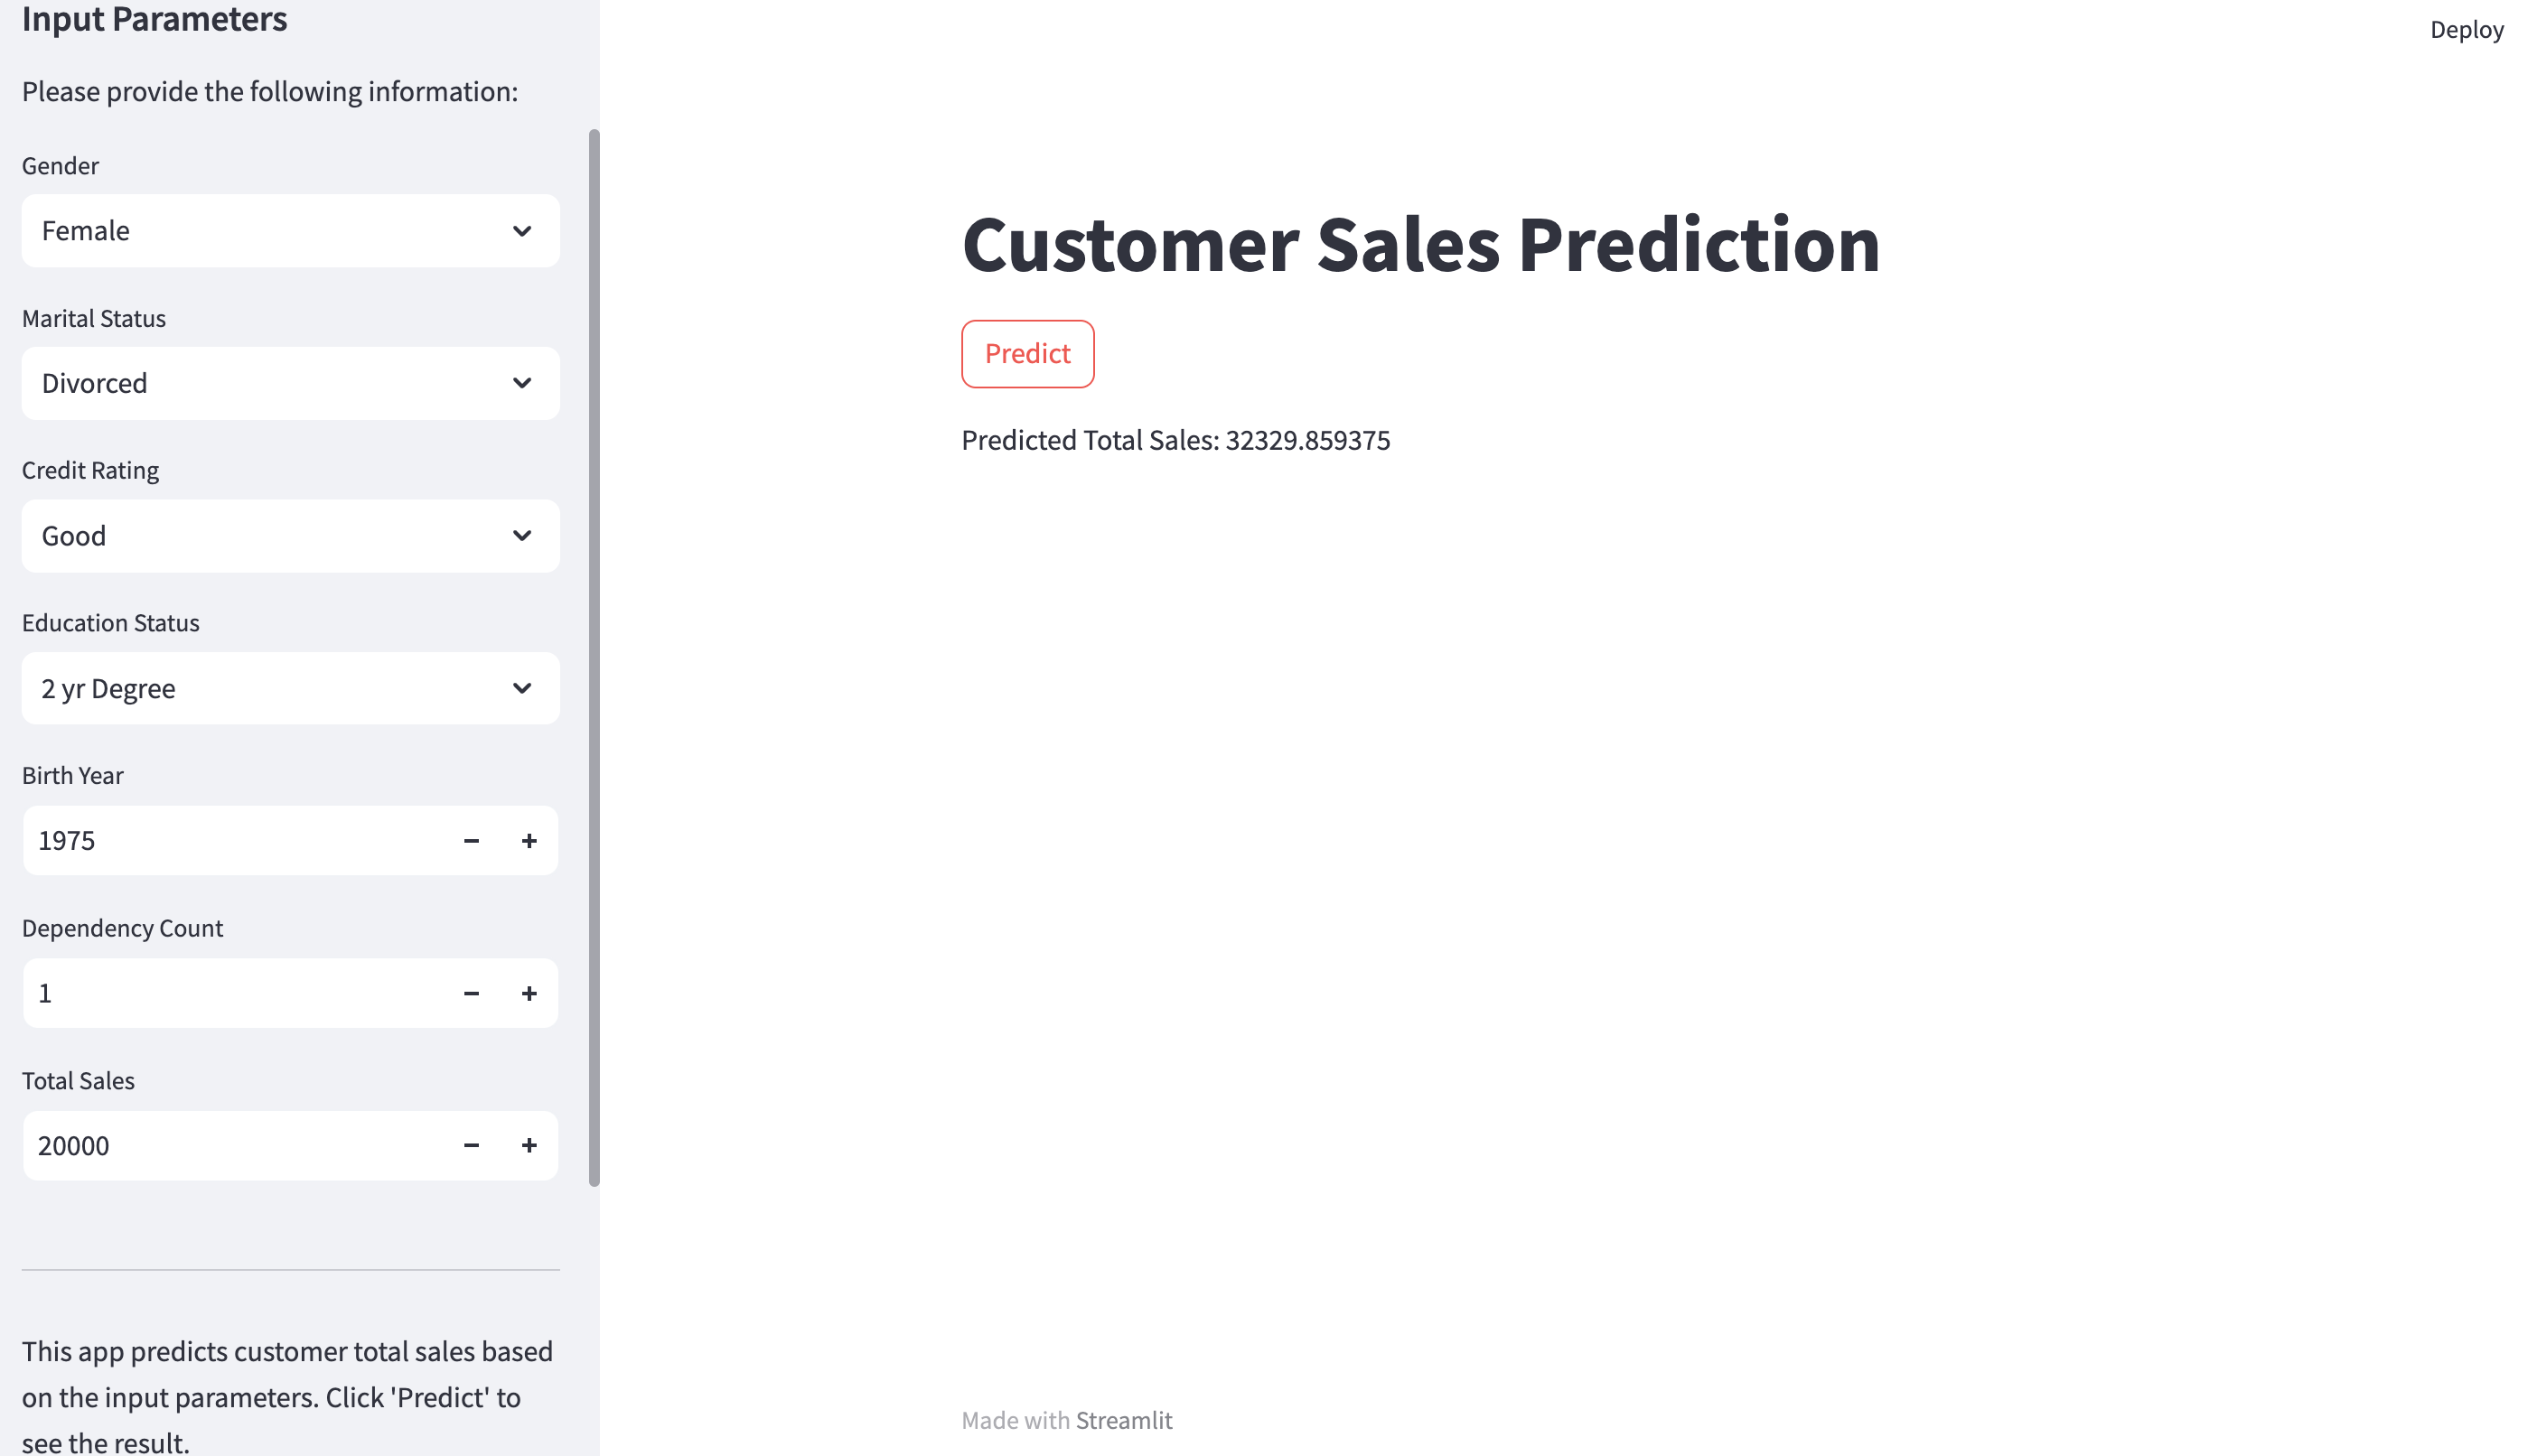 Input Parameters
Please provide the following information:
Gender
Female
Marital Status
Divorced
Credit Rating
Good
Education Status
2 yr Degree
Birth Year
1975
Dependency Count
1
Total Sales
20000
This app predicts customer total sales based
on the input parameters. Click 'Predict' to
see the result.
Deploy
Customer Sales Prediction
Predict
Predicted Total Sales: 32329.859375
Made with Streamlit